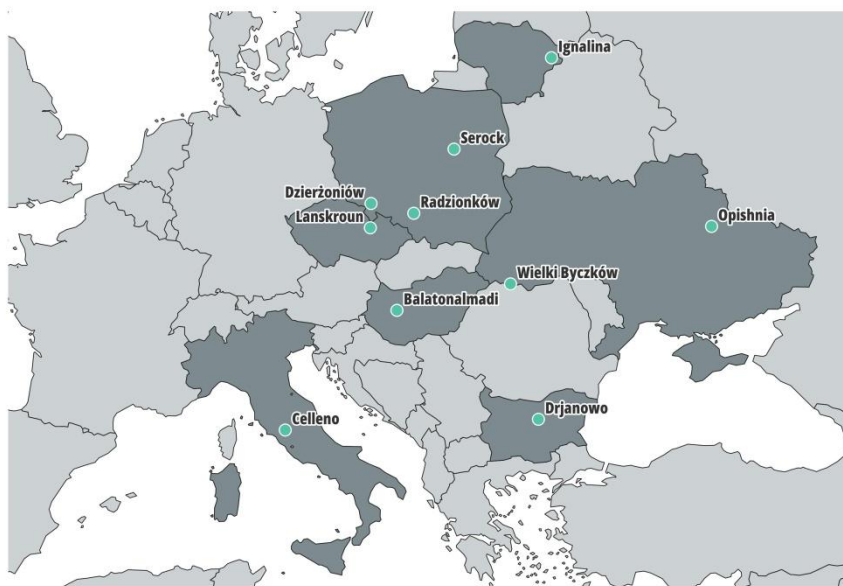 Ignalina
Serock
Dzierżoniów
Radzionków
Lanskroun
Opishnia
Wielki Byczków
Balatonalmadi
Drjanowo
Celleno